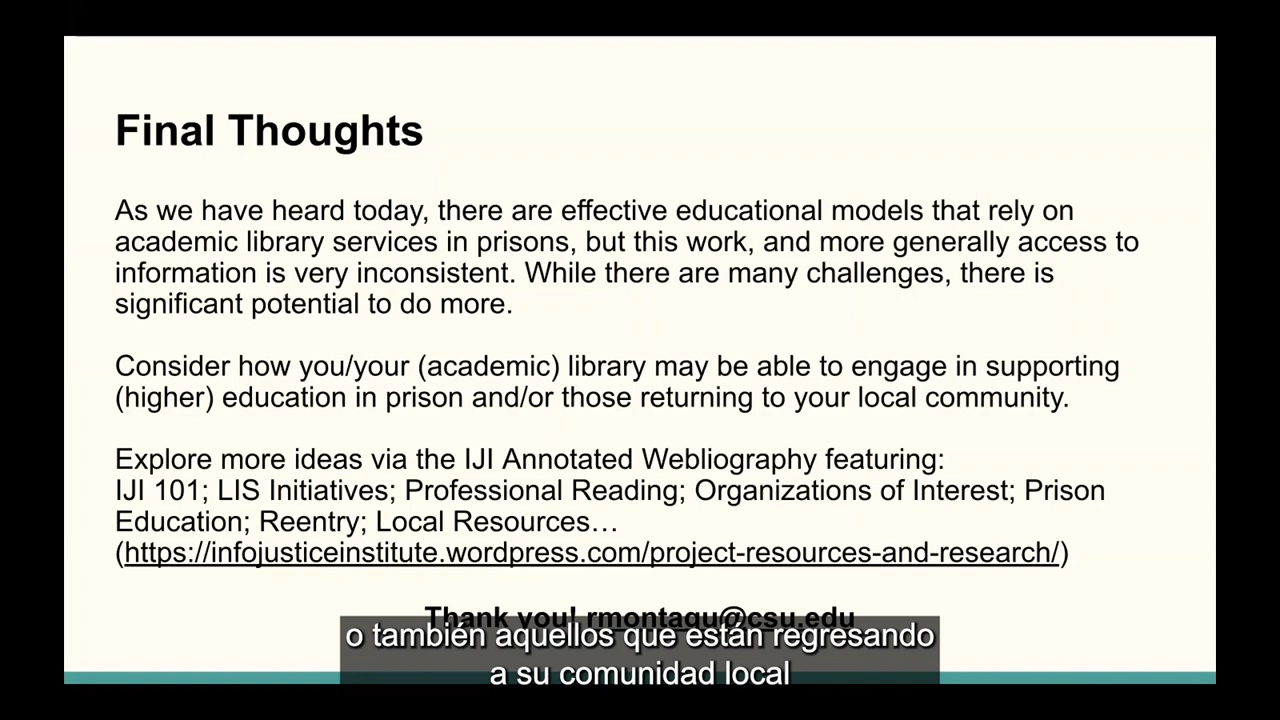 Final Thoughts
As we have heard today, there are effective educational models that rely on
academic library services in prisons, but this work, and more generally access to
information is very inconsistent. While there are many challenges, there is
significant potential to do more.
Consider how you/your (academic) library may be able to engage in supporting
(higher) education in prison and/or those returning to your local community.
Explore more ideas via the IJI Annotated Webliography featuring:
IJI 101; LIS Initiatives; Professional Reading; Organizations of Interest; Prison
Education; Reentry; Local Resources…
(https://infojusticeinstitute.wordpress.com/project-resources-and-research/)
Thank you! rmontagu@csu.edu
o también aquellos que están regresando
a su comunidad local